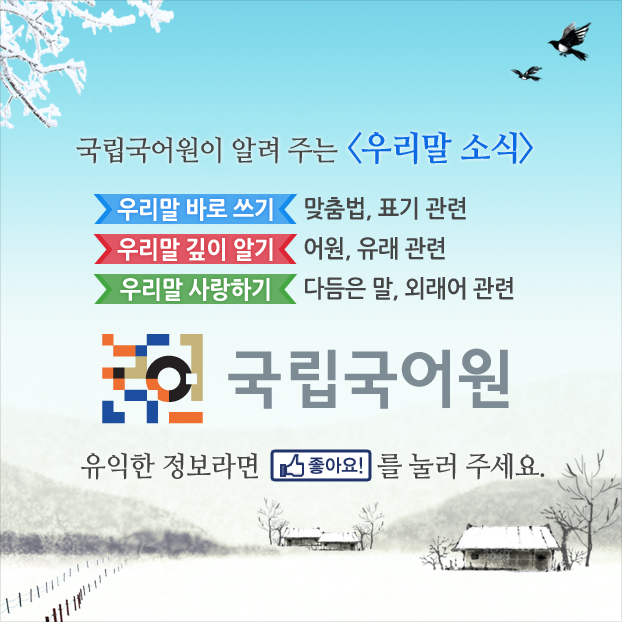 국립국어원이 알려 주는 〈우리말 소식〉
우리말 바로 쓰기 맞춤법, 표기 관련
우리말 깊이 알기 어원, 유래 관련
우리말 사랑하기 다듬은 말, 외래어 관련
국립국어원
유익한 정보라면 좋아요! 를 눌러 주세요.